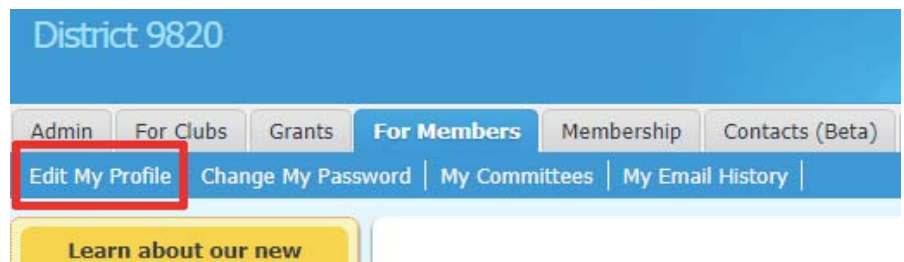 District 9820
Admin For Clubs Grants For Members Membership Contacts (Beta)
Edit My Profile Change My Password My Committees My Email History
Learn about our new